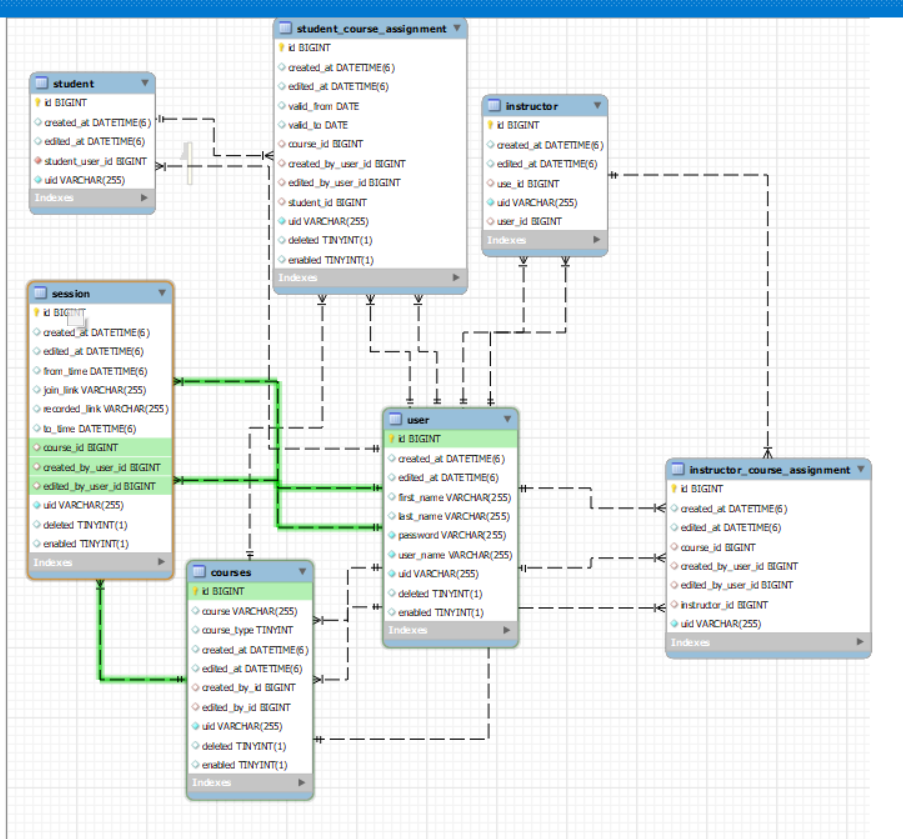 student_course_assignment
id BIGINT
created_at DATETIME(6)
edited_at DATETIME(6)
valid_from DATE
valid_to DATE
course_id BIGINT
created_by_user_id BIGINT
edited_by_user_id BIGINT
student_id BIGINT
uid VARCHAR(255)
deleted TINYINT(1)
enabled TINYINT(1)
Indexes
student
id BIGINT
created_at DATETIME(6)
edited_at DATETIME(6)
student_user_id BIGINT
uid VARCHAR(255)
Indexes
instructor
id BIGINT
created_at DATETIME(6)
edited_at DATETIME(6)
use_id BIGINT
uid VARCHAR(255)
user_id BIGINT
Indexes
session
id BIGINT
created_at DATETIME(6)
edited_at DATETIME(6)
from_time DATETIME(6)
join_link VARCHAR(255)
recorded_link VARCHAR(255)
to_time DATETIME(6)
course_id BIGINT
created_by_user_id BIGINT
edited_by_user_id BIGINT
uid VARCHAR(255)
deleted TINYINT(1)
enabled TINYINT(1)
Indexes
user
id BIGINT
created_at DATETIME(6)
edited_at DATETIME(6)
first_name VARCHAR(255)
last_name VARCHAR(255)
password VARCHAR(255)
user_name VARCHAR(255)
uid VARCHAR(255)
deleted TINYINT(1)
enabled TINYINT(1)
Indexes
instructor_course_assignment
id BIGINT
created_at DATETIME(6)
edited_at DATETIME(6)
course_id BIGINT
created_by_user_id BIGINT
edited_by_user_id BIGINT
instructor_id BIGINT
uid VARCHAR(255)
Indexes
courses
id BIGINT
course VARCHAR(255)
course_type TINYINT
created_at DATETIME(6)
edited_at DATETIME(6)
created_by_id BIGINT
edited_by_id BIGINT
uid VARCHAR(255)
deleted TINYINT(1)
enabled TINYINT(1)
Indexes